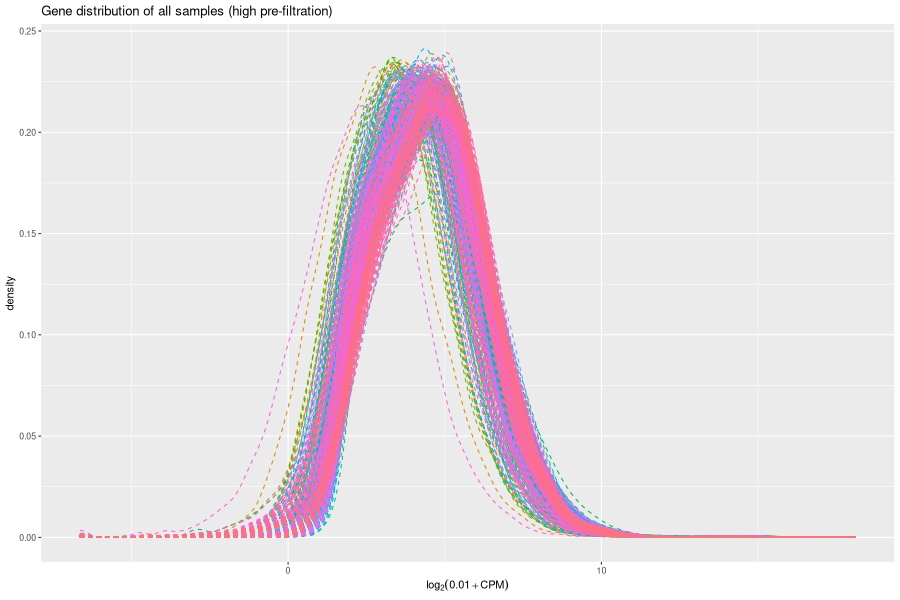 Gene distribution of all samples (high pre-filtration)
0.25
0.20
0.15
density
0.10
0.05
0.00
0
10
log₂(0.01 + CPM)